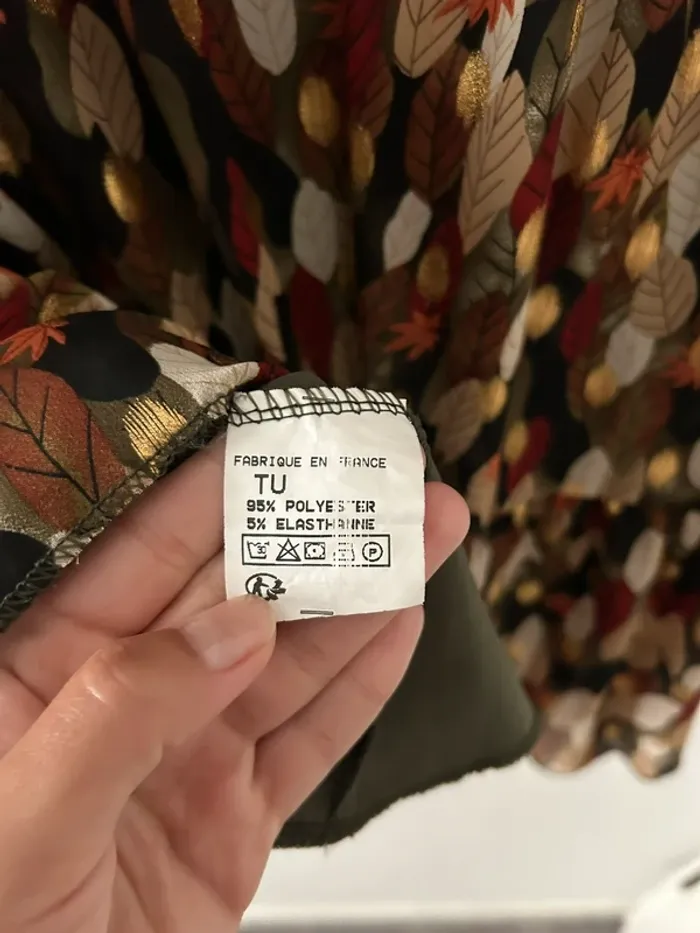 FABRIQUE EN FRANCE
TU
95% POLYESTER
5% ELASTHANNE